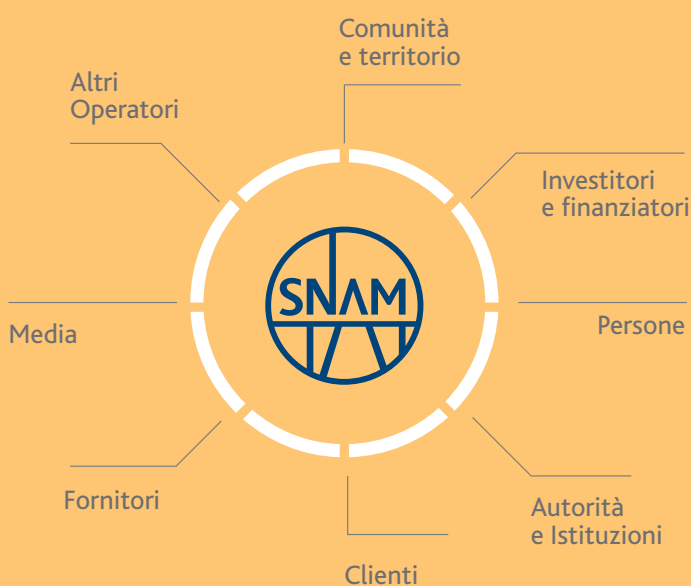 Comunità
e territorio
Altri
Operatori
Investitori
e finanziatori
SNAM
Media
Persone
Fornitori
Autorità
e Istituzioni
Clienti